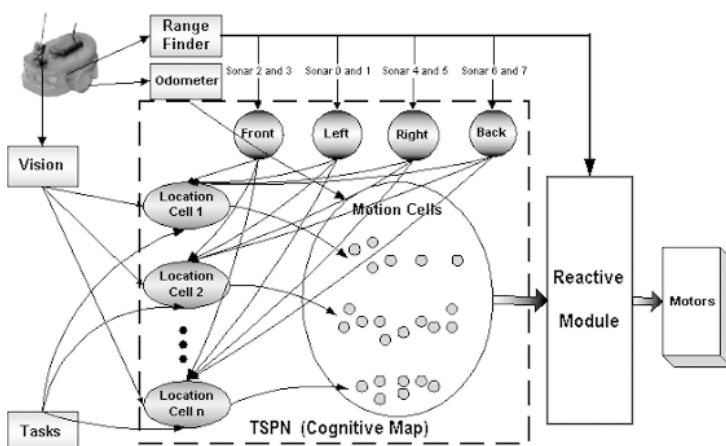 Range
Finder
Odometer
Sonar 2 and 3
Sonar 0 and 1
Sonar 4 and 5
Sonar 6 and 7
Front
Left
Right
Back
Vision
Location
Cell 1
Motion Cells
Location
Cell 2
Reactive
Module
Motors
Location
Cell n
Tasks
TSPN (Cognitive Map)